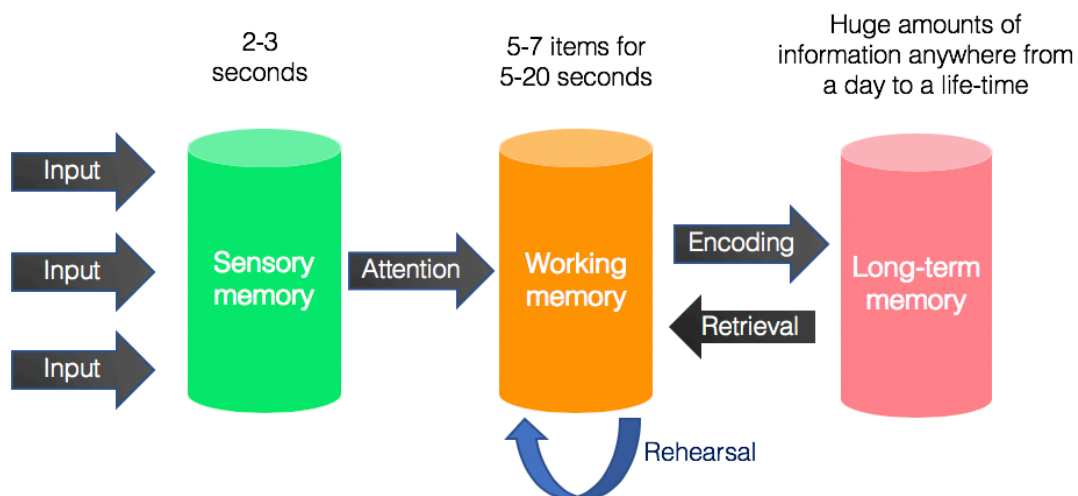 2-3
seconds
5-7 items for
5-20 seconds
Huge amounts of
information anywhere from
a day to a life-time
Input
Input
Input
Sensory
memory
Attention
Working
memory
Encoding
Retrieval
Long-term
memory
Rehearsal